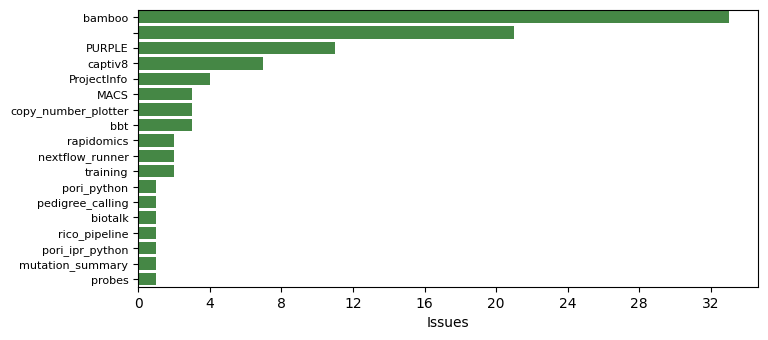 bamboo
PURPLE
captiv8
ProjectInfo
MACS
copy_number_plotter
bbt
rapidomics
nextflow_runner
training
pori_python
pedigree_calling
biotalk
rico_pipeline
pori_ipr_python
mutation_summary
probes
0 4 8 12 16 20 24 28 32
Issues